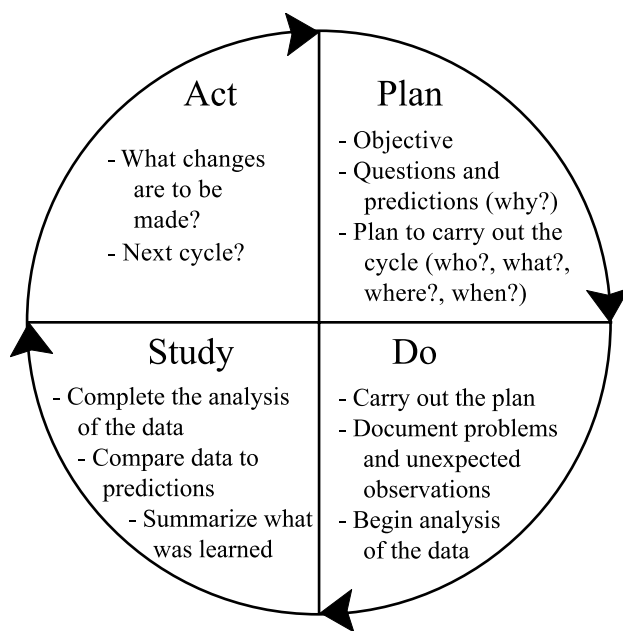 Act
- What changes
are to be
made?
- Next cycle?
Plan
- Objective
- Questions and
predictions (why?)
- Plan to carry out the
cycle (who?, what?,
where?, when?)
Study
- Complete the analysis
of the data
- Compare data to
predictions
- Summarize what
was learned
Do
- Carry out the plan
- Document problems
and unexpected
observations
- Begin analysis
of the data